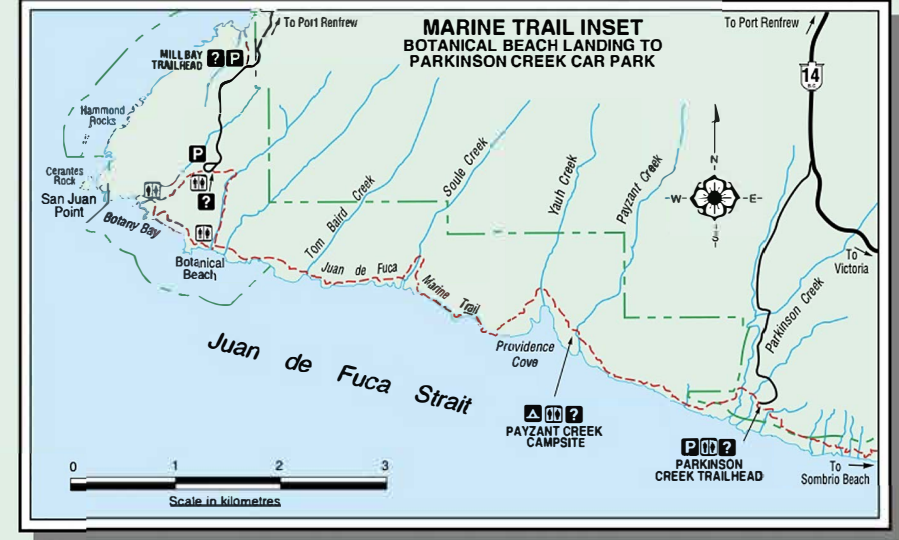 MARINE TRAIL INSET
BOTANICAL BEACH LANDING TO
PARKINSON CREEK CAR PARK
To Port Renfrew
To Port Renfrew
14
MILL BAY
TRAILHEAD
? P
Hammond
Rocks
P
Cerantes
Rock
San Juan
Point
?
Botany Bay
Botanical
Beach
Tom Baird Creek
Soule Creek
Yauh Creek
Payzant Creek
N
W
E
S
To
Victoria
Parkinson Creek
Juan de Fuca
Marine Trail
Providence
Cove
Juan de Fuca Strait
?
PAYZANT CREEK
CAMPSITE
P ?
PARKINSON
CREEK TRAILHEAD
To
Sombrio Beach
0 1 2 3
Scale in kilometres